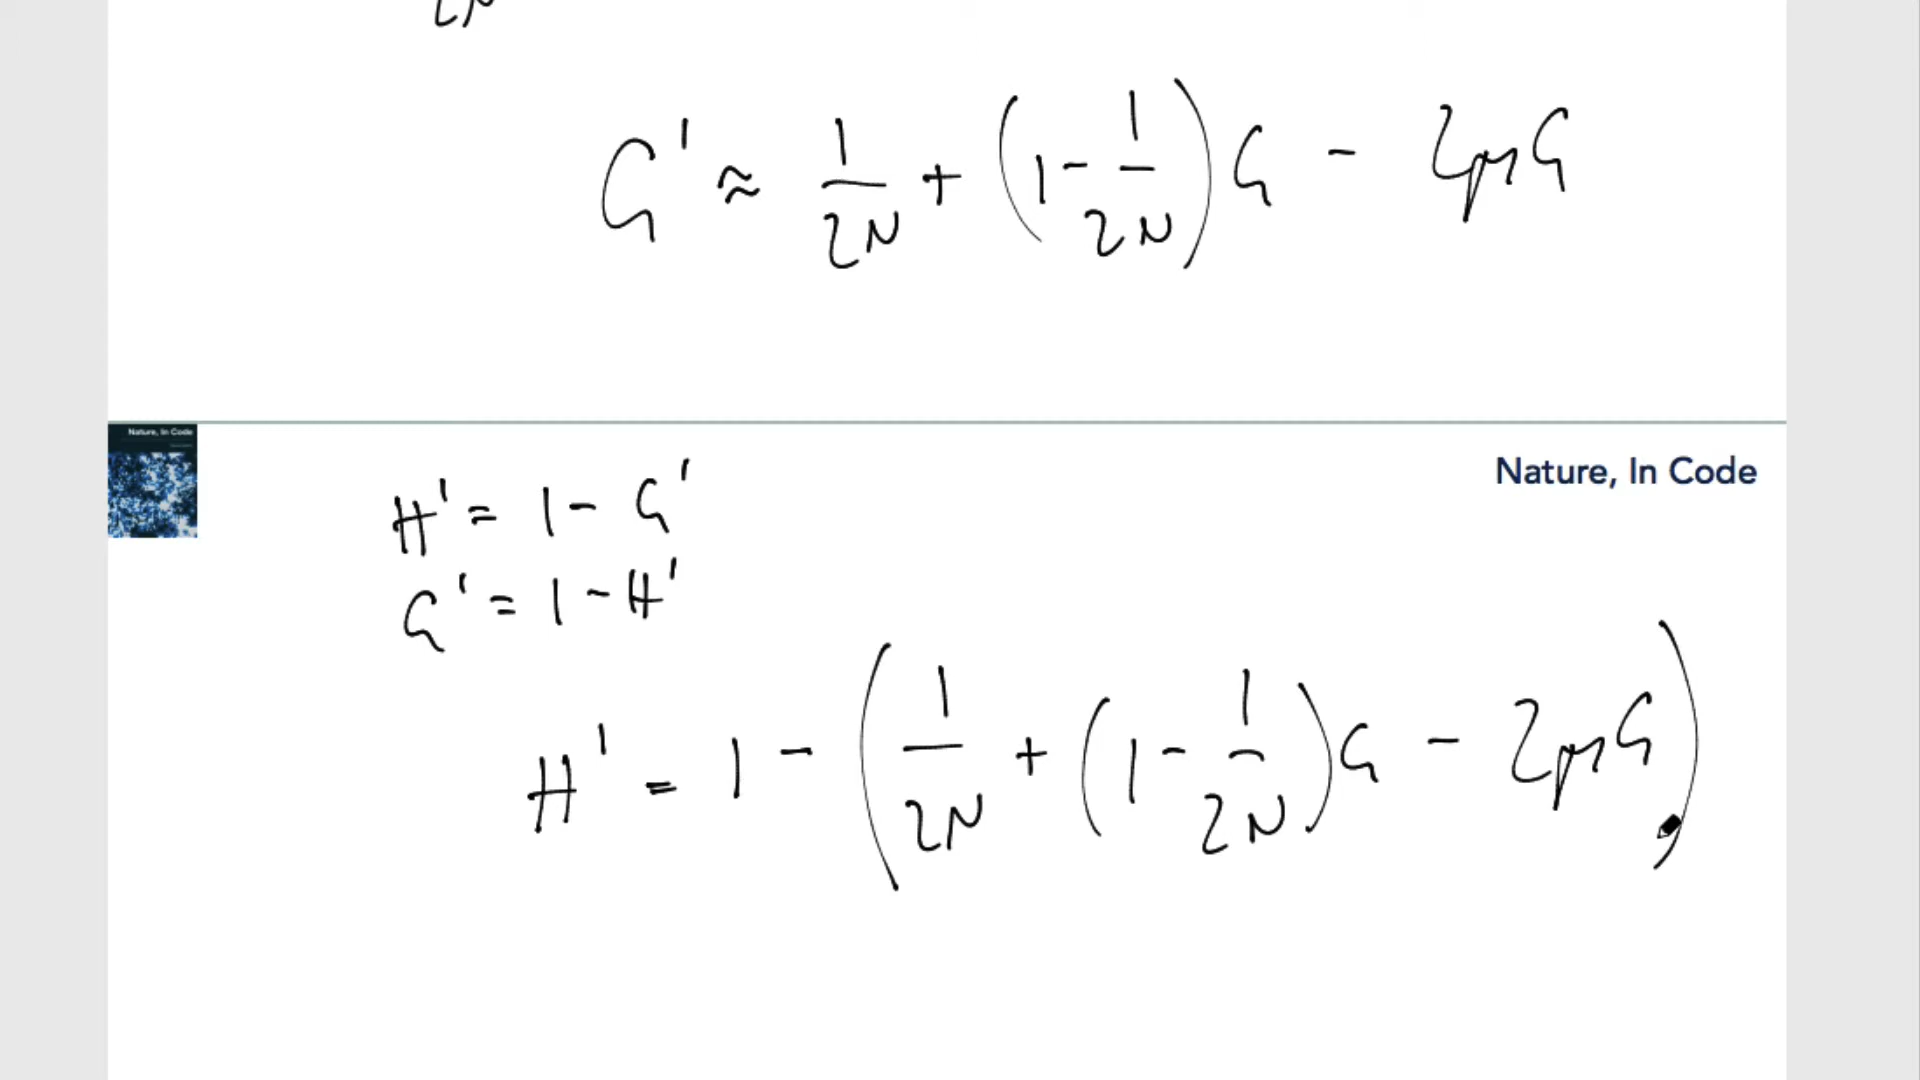 2N
G' ≈ 1/2N + (1 - 1/2N) G - 2μG
Nature, In Code
Nature, In Code
H' = 1 - G'
G' = 1 - H'
H' = 1 - (1/2N + (1 - 1/2N) G - 2μG)